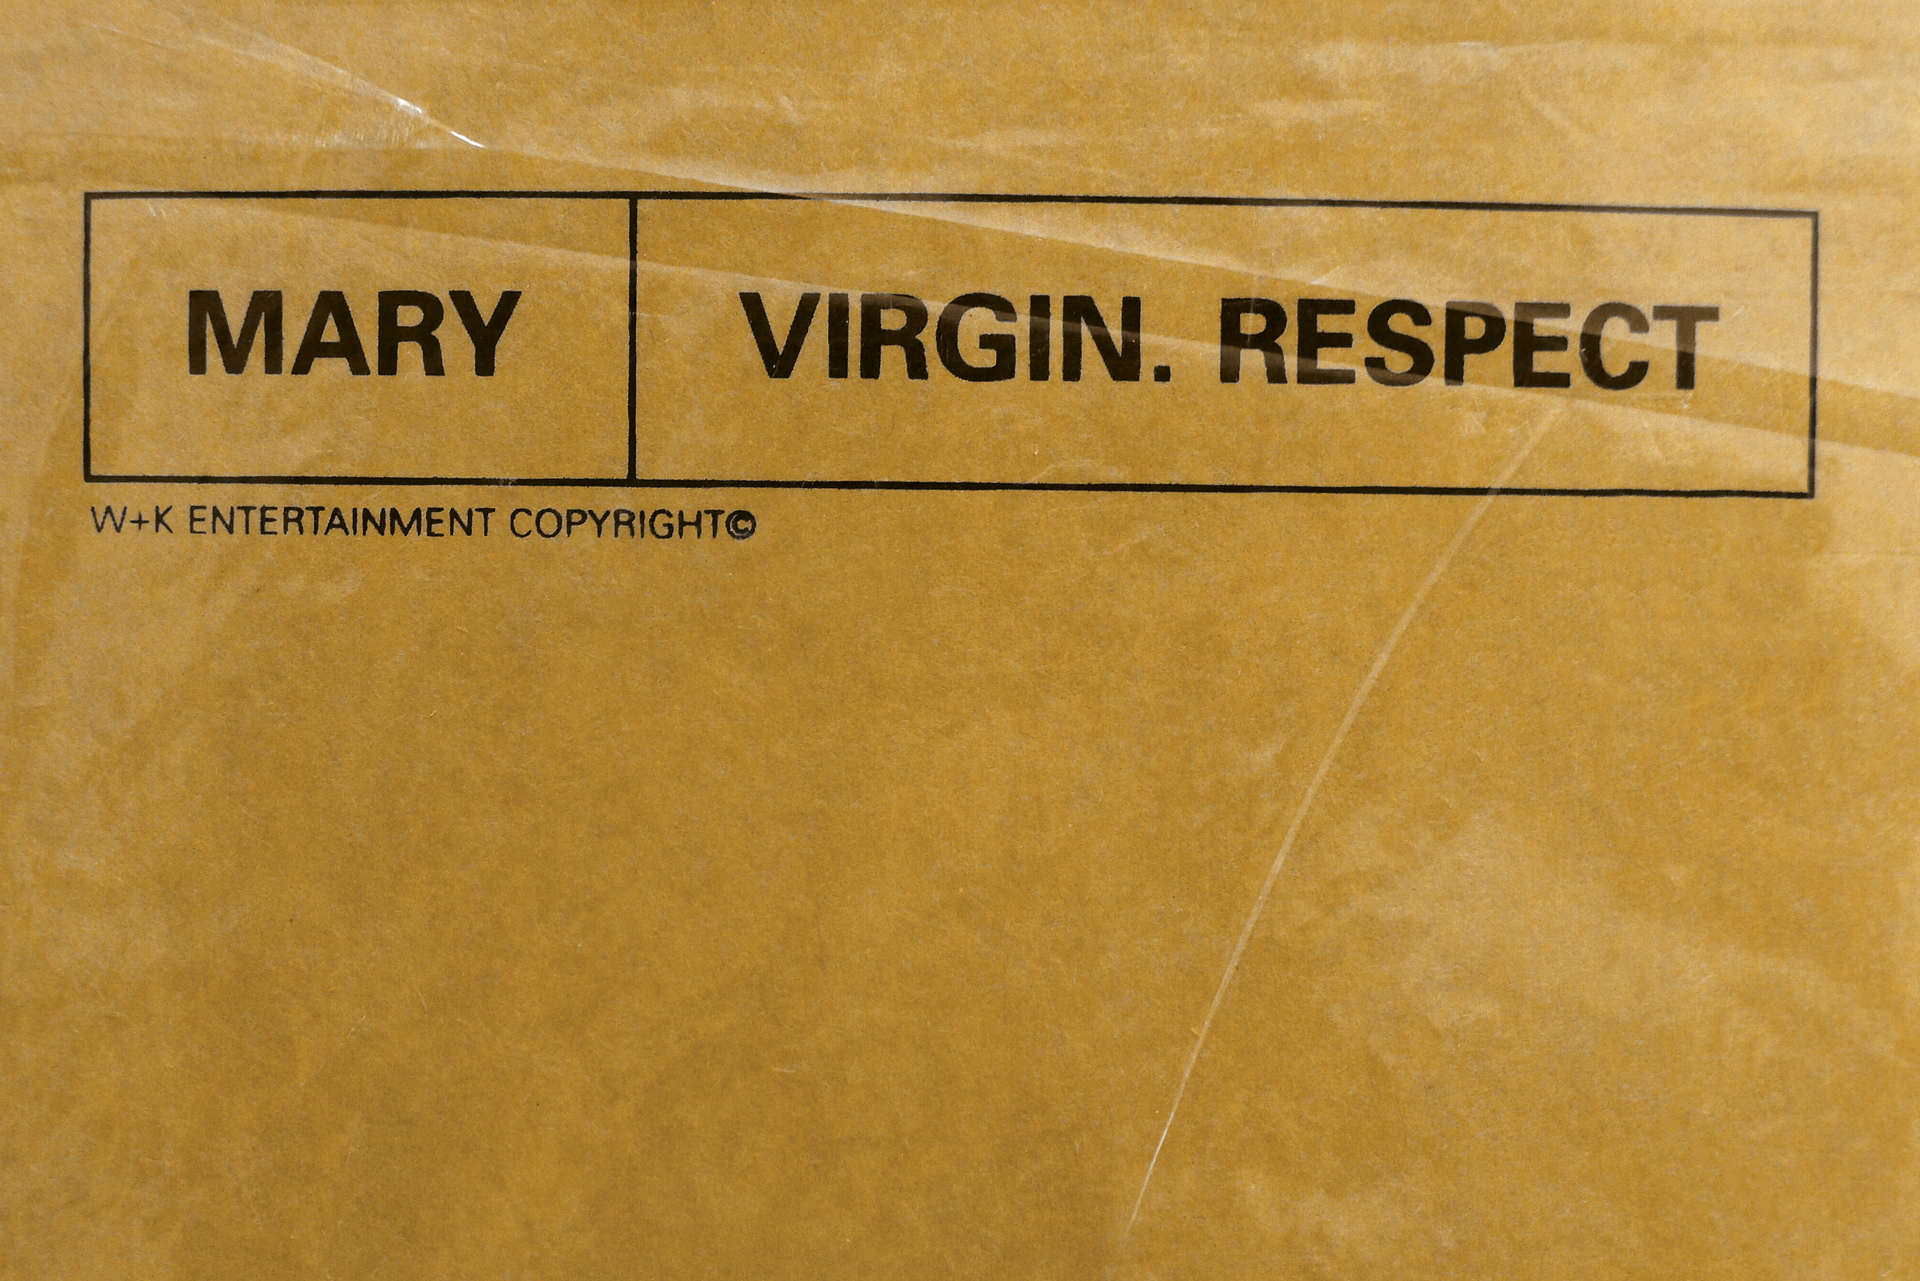 MARY VIRGIN. RESPECT
W+K ENTERTAINMENT COPYRIGHT©